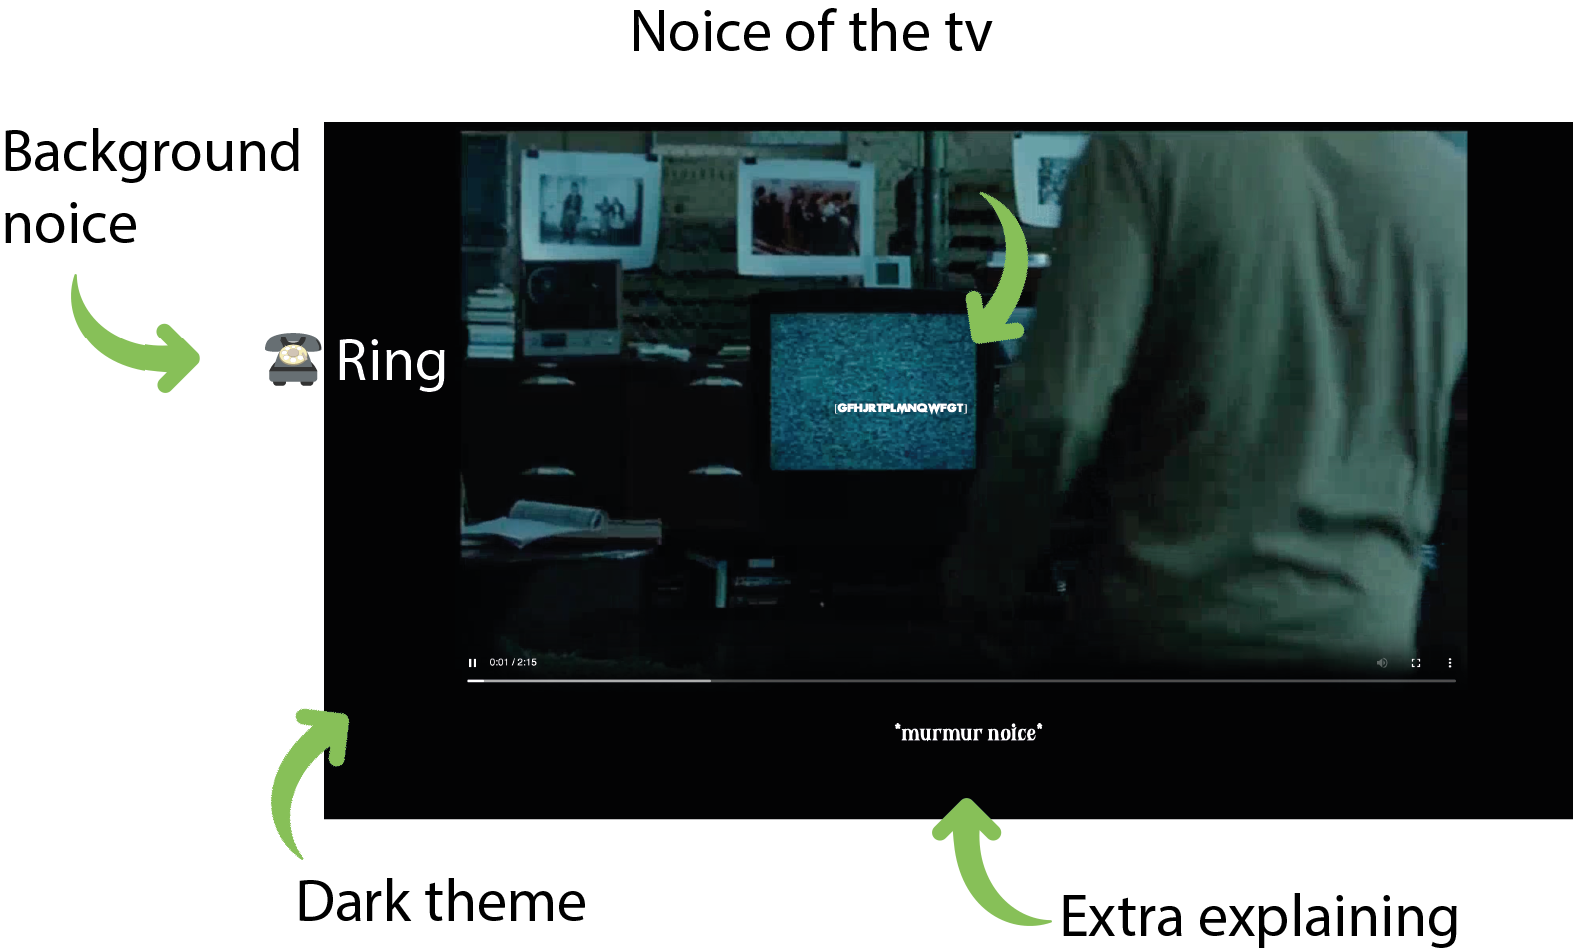 Noice of the tv
Background
noice
Ring
[GFHJRTPLMNQWFGT]
0:01 / 2:15
*murmur noice*
Dark theme
Extra explaining